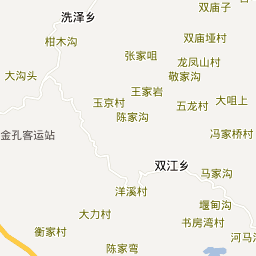 双庙子
洗泽乡
柑木沟
双庙垭村
张家咀
龙凤山村
大沟头
敬家沟
王家岩
玉京村
大咀上
五龙村
陈家沟
金孔客运站
冯家桥村
双江乡
马家沟
洋溪村
堰甸沟
大力村
书房湾村
衡家村
河马
陈家弯